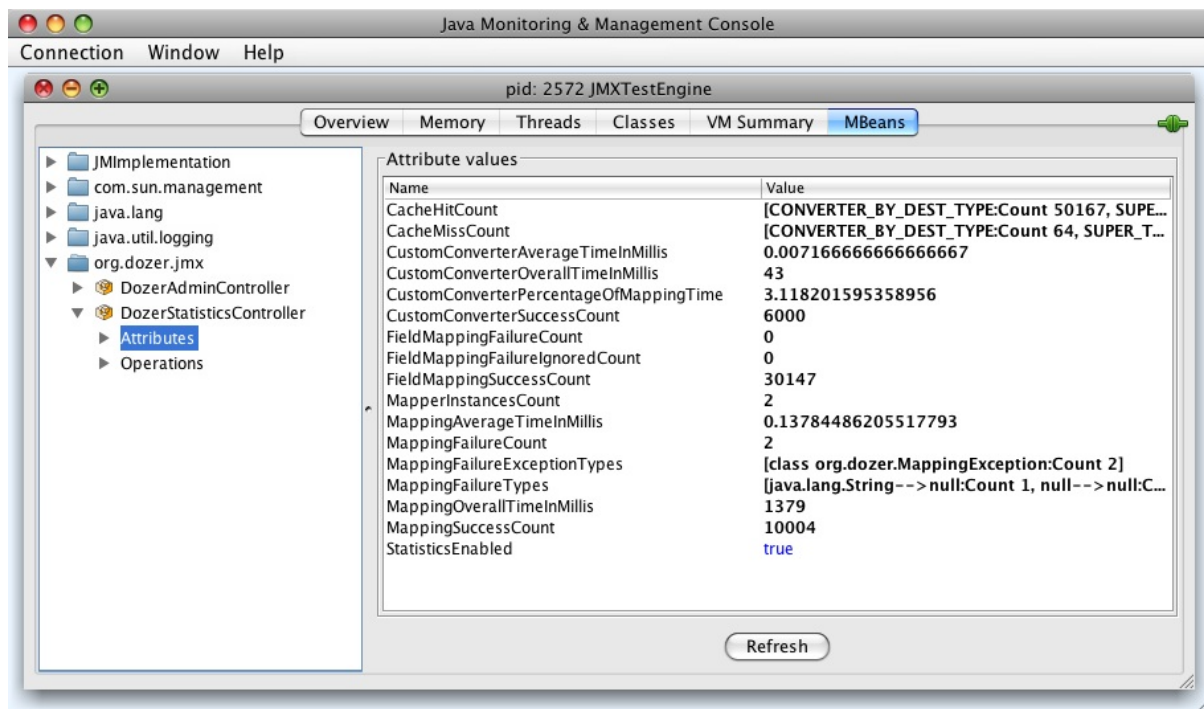 Java Monitoring & Management Console
Connection Window Help
pid: 2572 JMXTestEngine
Overview Memory Threads Classes VM Summary MBeans
JMImplementation
com.sun.management
java.lang
java.util.logging
org.dozer.jmx
DozerAdminController
DozerStatisticsController
Attributes
Operations
Attribute values
Name Value
CacheHitCount [CONVERTER_BY_DEST_TYPE:Count 50167, SUPE...
CacheMissCount [CONVERTER_BY_DEST_TYPE:Count 64, SUPER_T...
CustomConverterAverageTimeInMillis 0.007166666666666667
CustomConverterOverallTimeInMillis 43
CustomConverterPercentageOfMappingTime 3.118201595358956
CustomConverterSuccessCount 6000
FieldMappingFailureCount 0
FieldMappingFailureIgnoredCount 0
FieldMappingSuccessCount 30147
MapperInstancesCount 2
MappingAverageTimeInMillis 0.13784486205517793
MappingFailureCount 2
MappingFailureExceptionTypes [class org.dozer.MappingException:Count 2]
MappingFailureTypes [java.lang.String-->null:Count 1, null-->null:C...
MappingOverallTimeInMillis 1379
MappingSuccessCount 10004
StatisticsEnabled true
Refresh